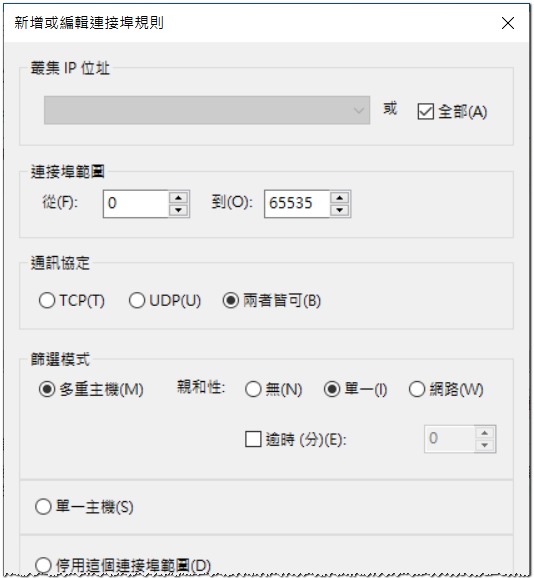 新增或編輯連接埠規則
叢集 IP 位址
或 全部(A)
連接埠範圍
從(F): 0 到(O): 65535
通訊協定
TCP(T) UDP(U) 兩者皆可(B)
篩選模式
多重主機(M) 親和性: 無(N) 單一(I) 網路(W)
逾時 (分)(E): 0
單一主機(S)
停用這個連接埠範圍(D)